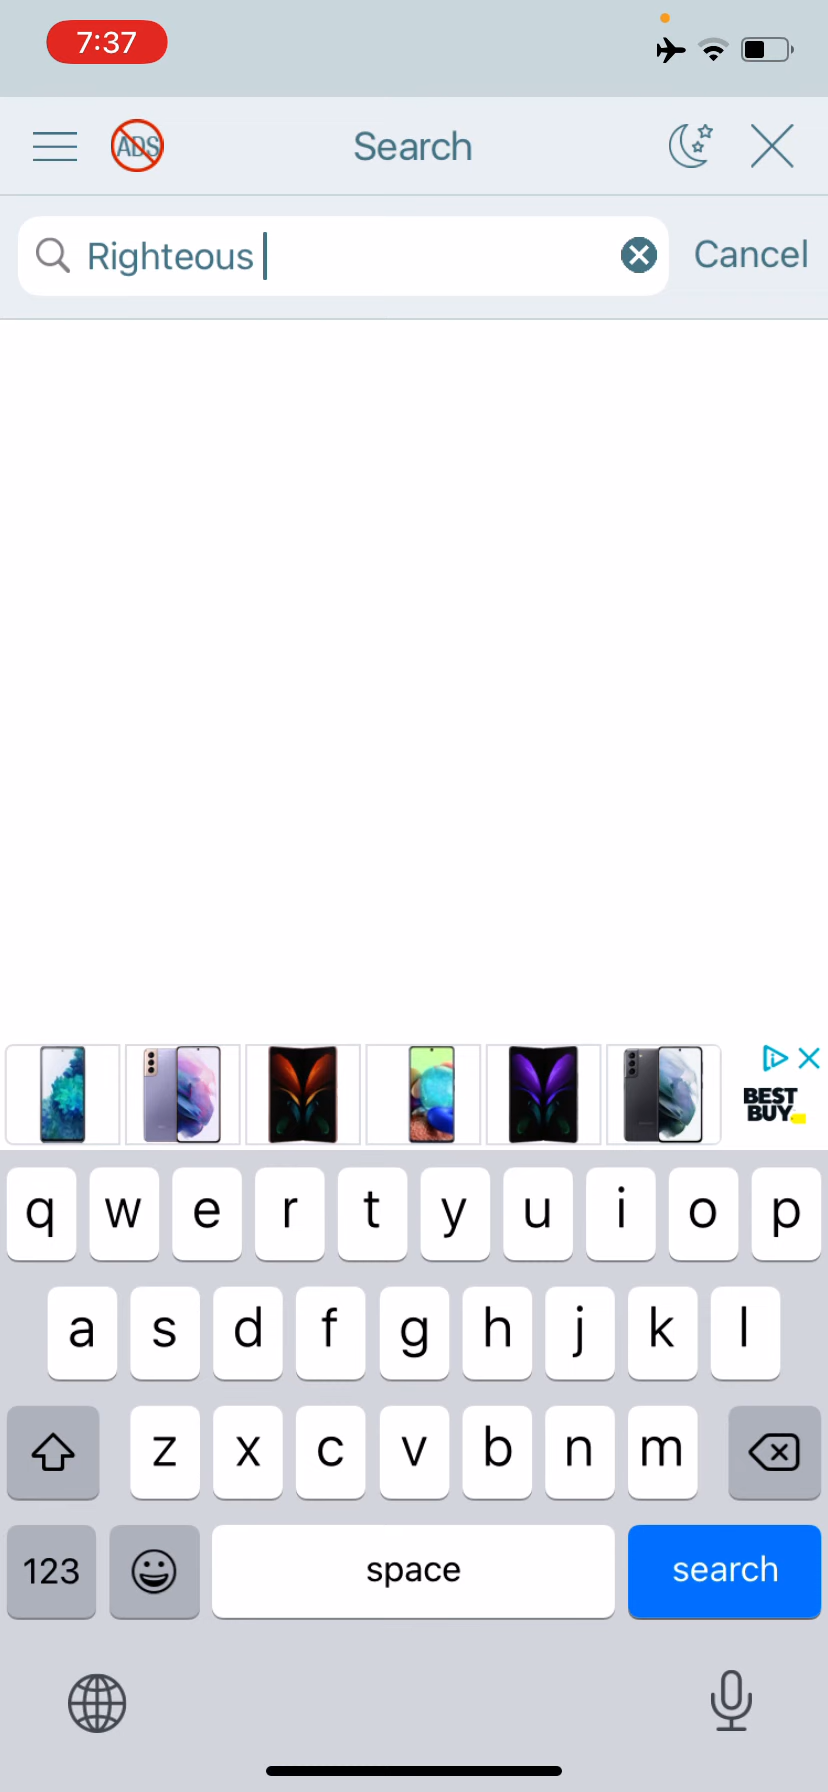 7:37
ADS
Search
Righteous
Cancel
BEST
BUY
q w e r t y u i o p
a s d f g h j k l
z x c v b n m
123 space search